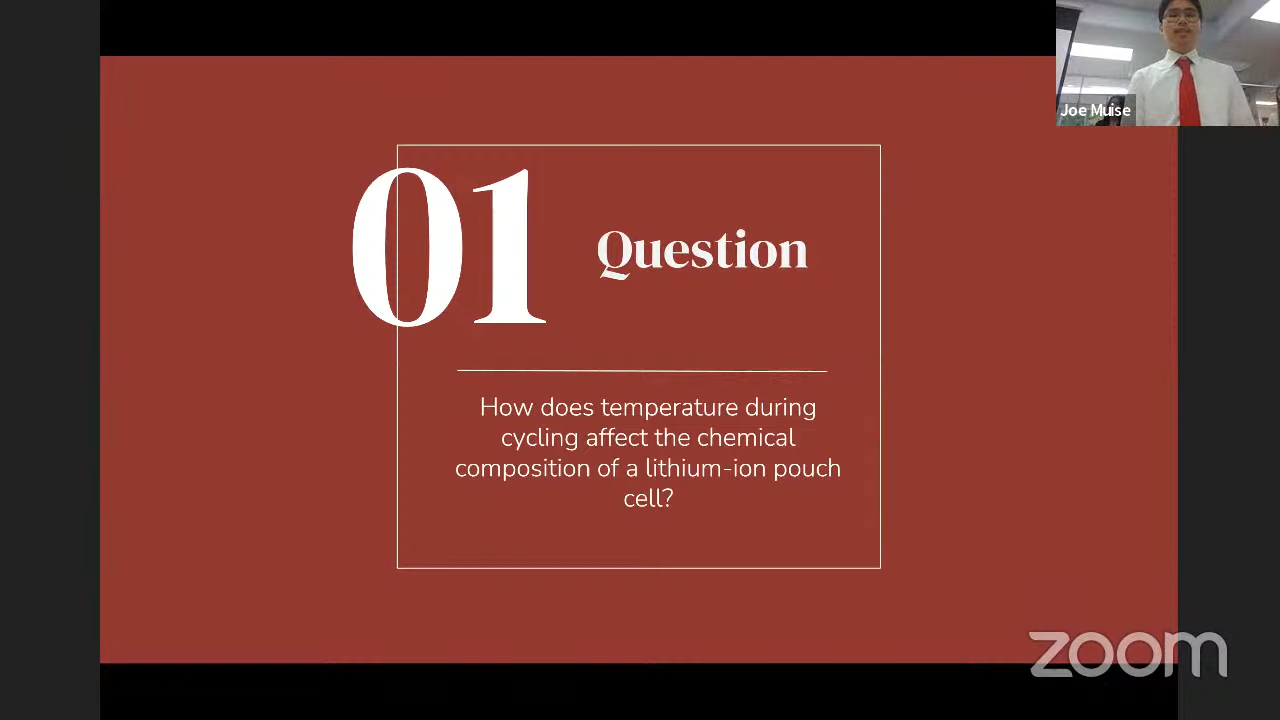 Joe Muise
01
Question
How does temperature during
cycling affect the chemical
composition of a lithium-ion pouch
cell?
zoom